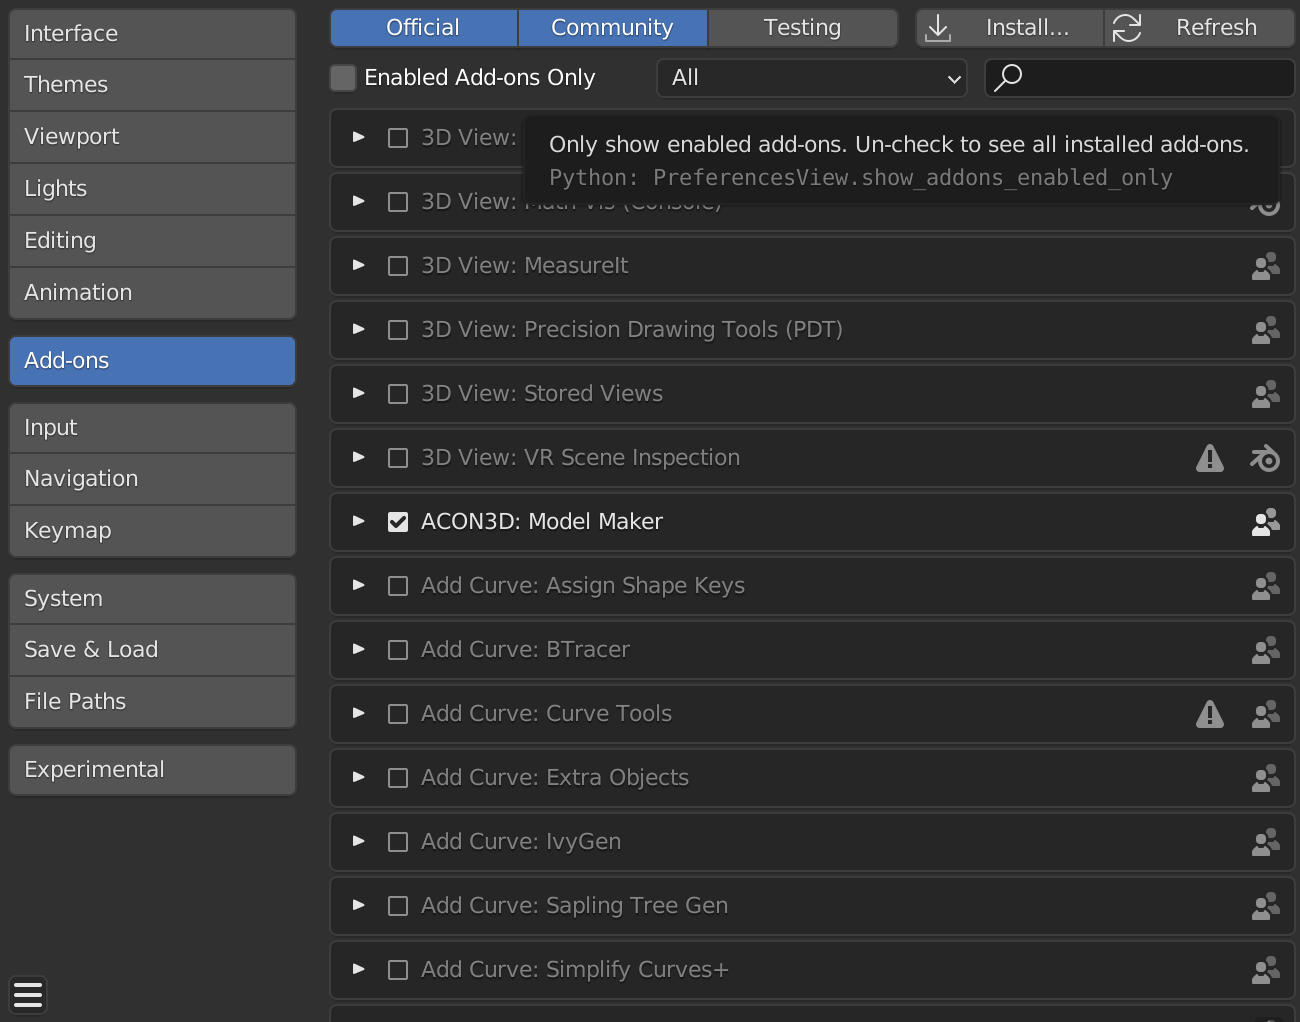 Interface
Themes
Viewport
Lights
Editing
Animation
Add-ons
Input
Navigation
Keymap
System
Save & Load
File Paths
Experimental
Official Community Testing Install... Refresh
Enabled Add-ons Only All
3D View:
Only show enabled add-ons. Un-check to see all installed add-ons.
Python: PreferencesView.show_addons_enabled_only
3D View: Math Vis (Console)
3D View: MeasureIt
3D View: Precision Drawing Tools (PDT)
3D View: Stored Views
3D View: VR Scene Inspection
ACON3D: Model Maker
Add Curve: Assign Shape Keys
Add Curve: BTracer
Add Curve: Curve Tools
Add Curve: Extra Objects
Add Curve: IvyGen
Add Curve: Sapling Tree Gen
Add Curve: Simplify Curves+